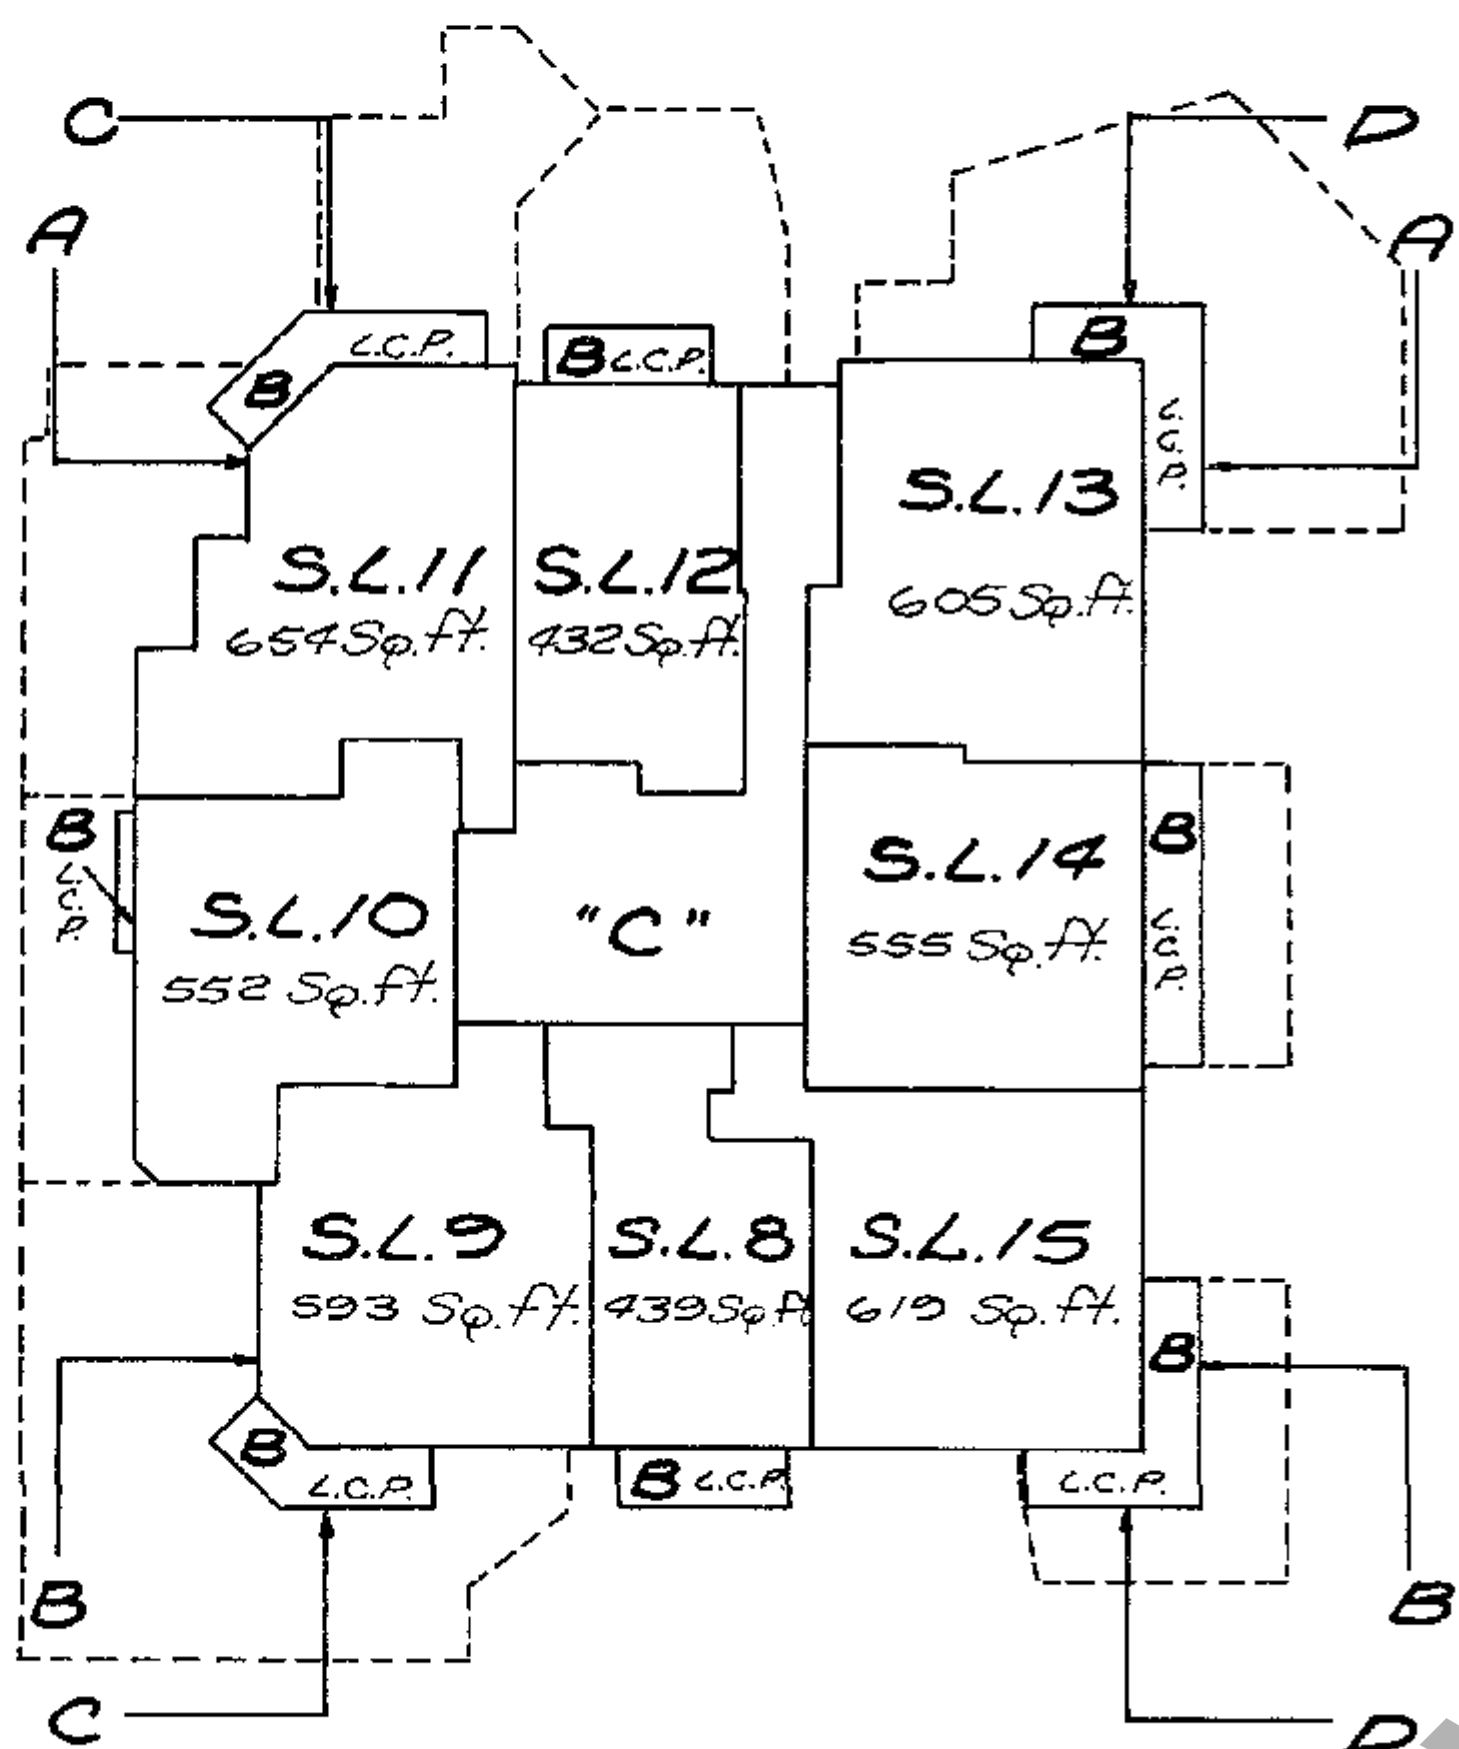 C
D
A
A
L.C.P.
B
B L.C.P.
B
L.
C.
P.
S.L.11
654 Sq.ft.
S.L.12
432 Sq.ft.
S.L.13
605 Sq.ft.
B
L.
C.
P.
S.L.10
552 Sq.ft.
"C"
S.L.14
555 Sq.ft.
B
L.
C.
P.
S.L.9
593 Sq.ft.
S.L.8
439 Sq.ft.
S.L.15
619 Sq.ft.
B
B
L.C.P.
B L.C.P.
L.C.P.
B
B
C
D